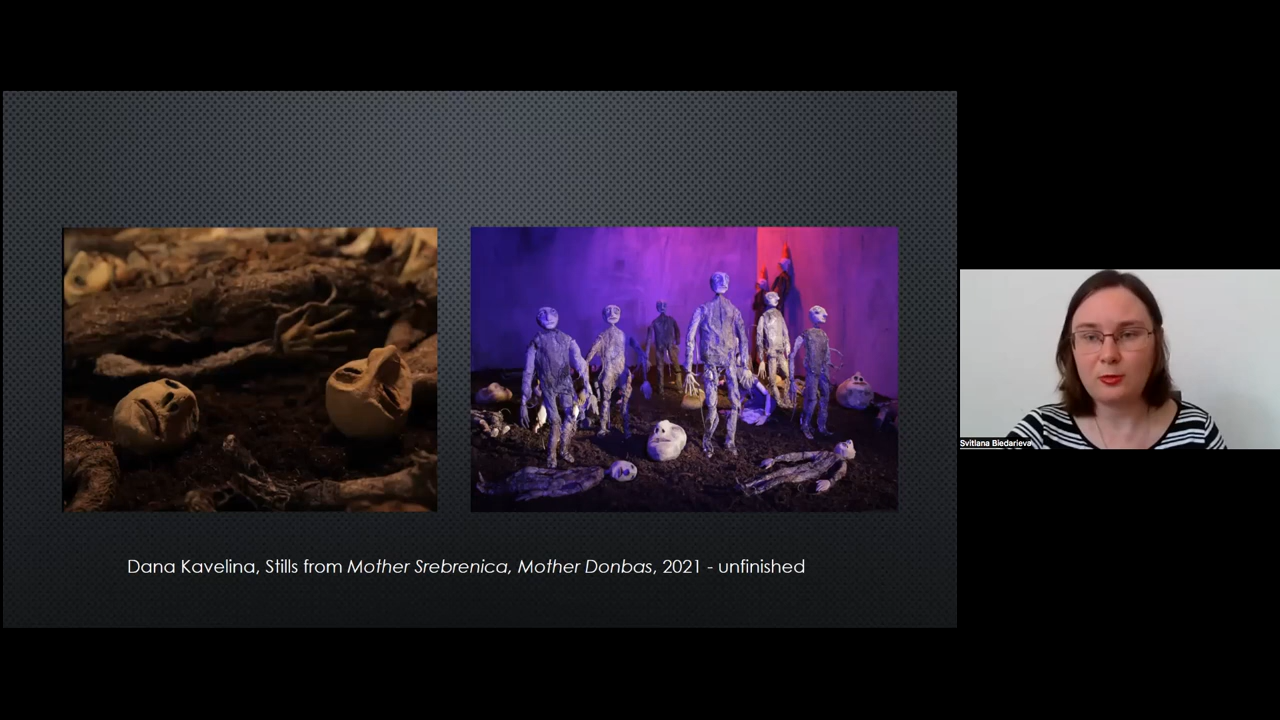 Dana Kavelina, Stills from Mother Srebrenica, Mother Donbas, 2021 - unfinished
Svitlana Biedarieva